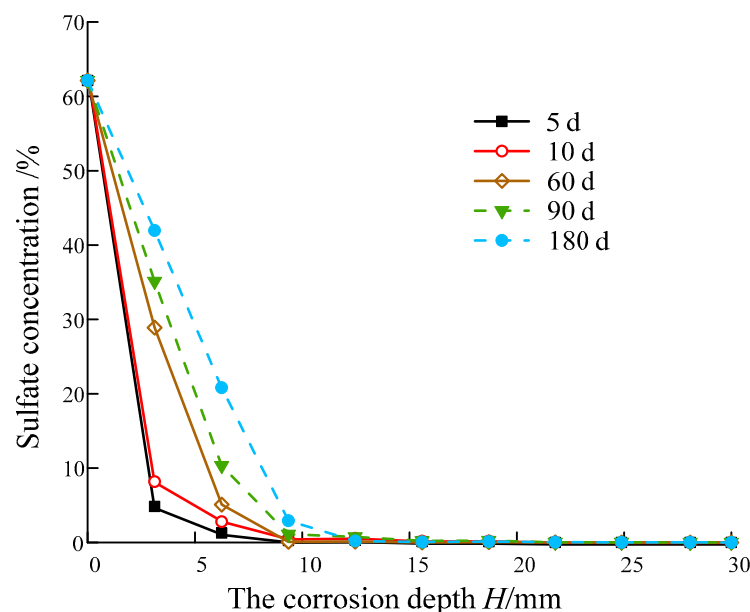 70
60
50
40
30
20
10
0
Sulfate concentration /%
5 d
10 d
60 d
90 d
180 d
0 5 10 15 20 25 30
The corrosion depth H/mm